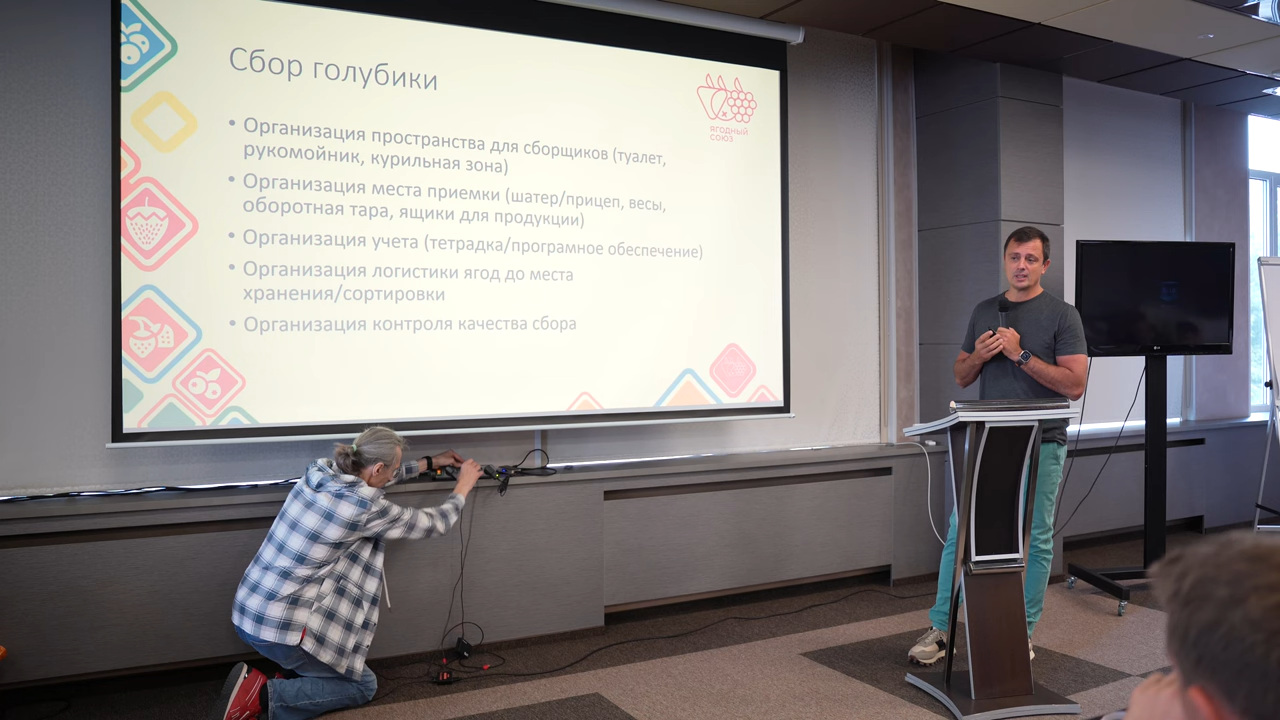 Сбор голубики
ЯГОДНЫЙ
СОЮЗ
• Организация пространства для сборщиков (туалет,
рукомойник, курильная зона)
• Организация места приемки (шатер/прицеп, весы,
оборотная тара, ящики для продукции)
• Организация учета (тетрадка/програмное обеспечение)
• Организация логистики ягод до места
хранения/сортировки
• Организация контроля качества сбора
LG